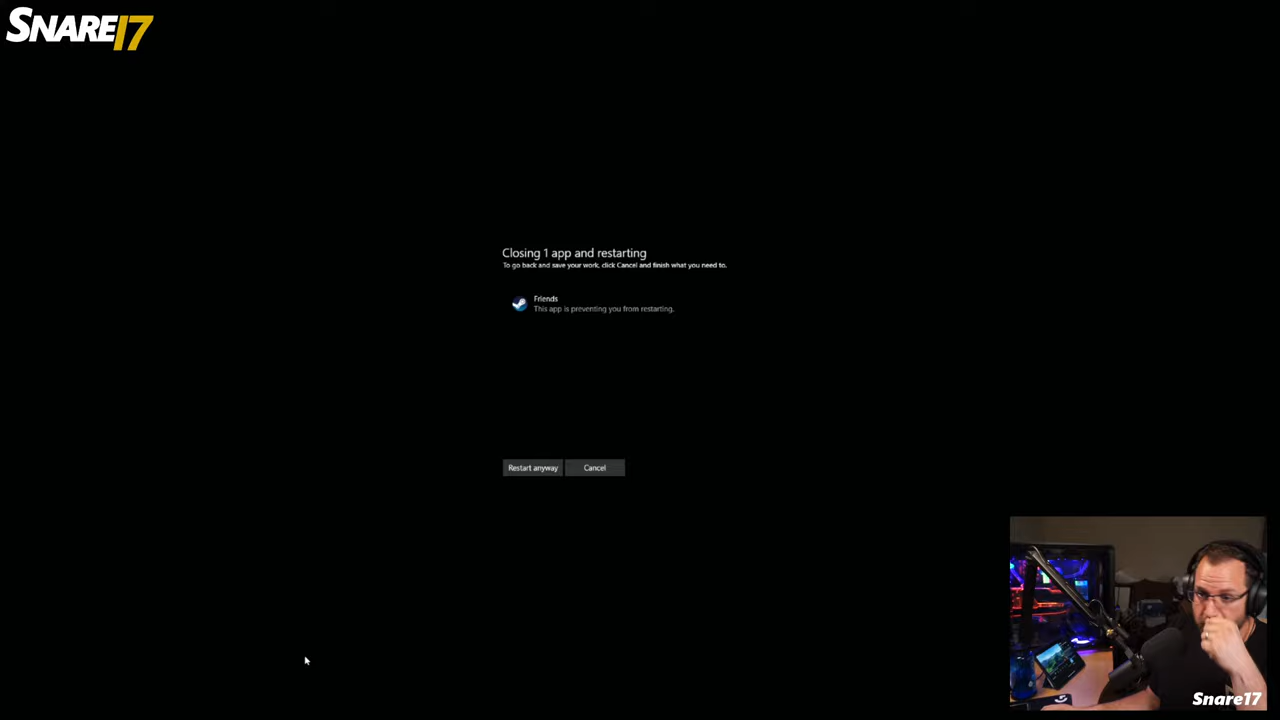 SNARE17
Closing 1 app and restarting
To go back and save your work, click Cancel and finish what you need to.
Friends
This app is preventing you from restarting.
Restart anyway
Cancel
Snare17